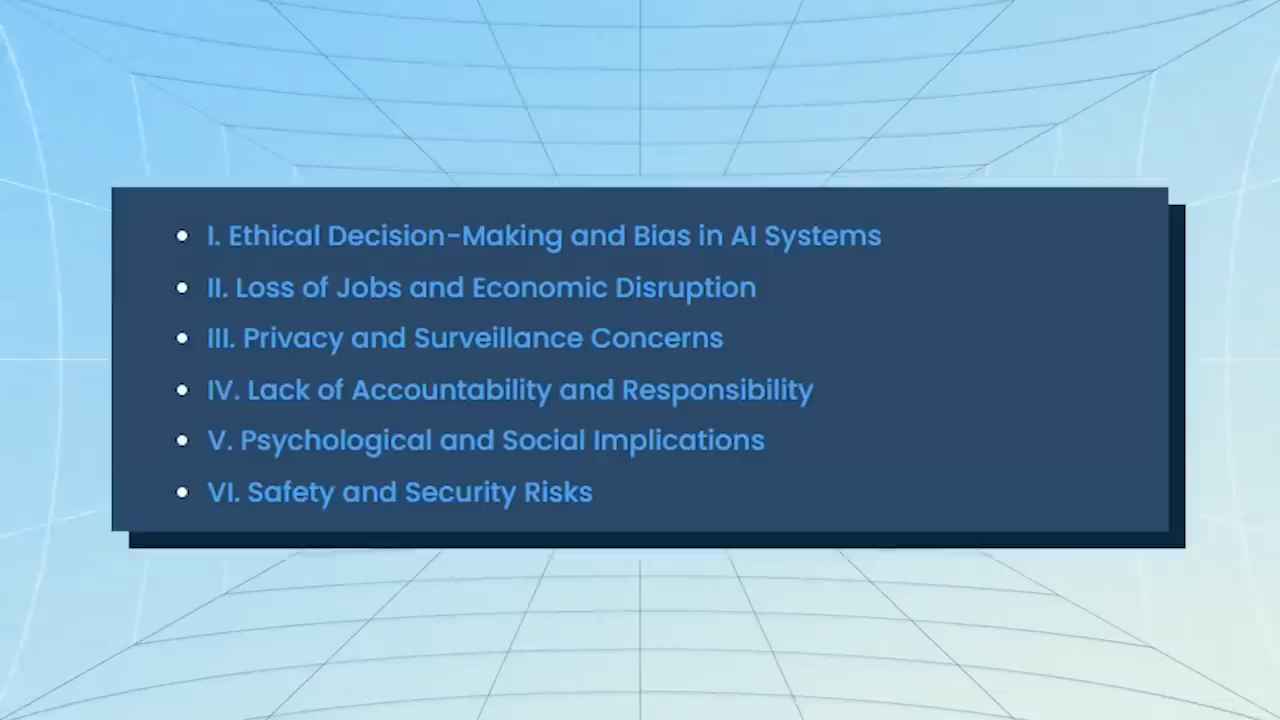 I. Ethical Decision-Making and Bias in AI Systems
II. Loss of Jobs and Economic Disruption
III. Privacy and Surveillance Concerns
IV. Lack of Accountability and Responsibility
V. Psychological and Social Implications
VI. Safety and Security Risks